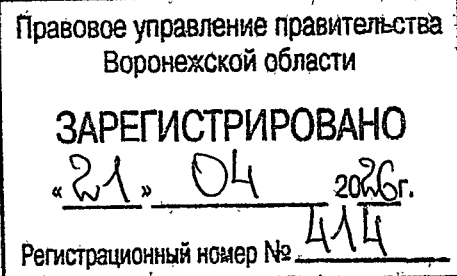 Правовое управление правительства
Воронежской области
ЗАРЕГИСТРИРОВАНО
«21» 04 2026г.
Регистрационный номер № 414